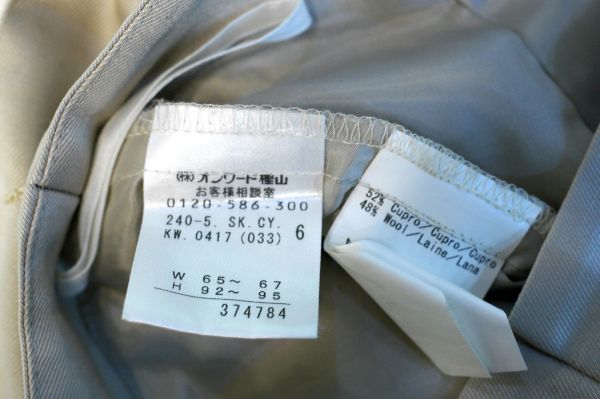 (株)オンワード樫山
お客様相談室
0120-586-300
240-5. SK. CY.
KW. 0417 (033) 6
W 65～ 67
H 92～ 95
374784
52% Cupro/Cupro/Cupro
48% Wool/Laine/Lana